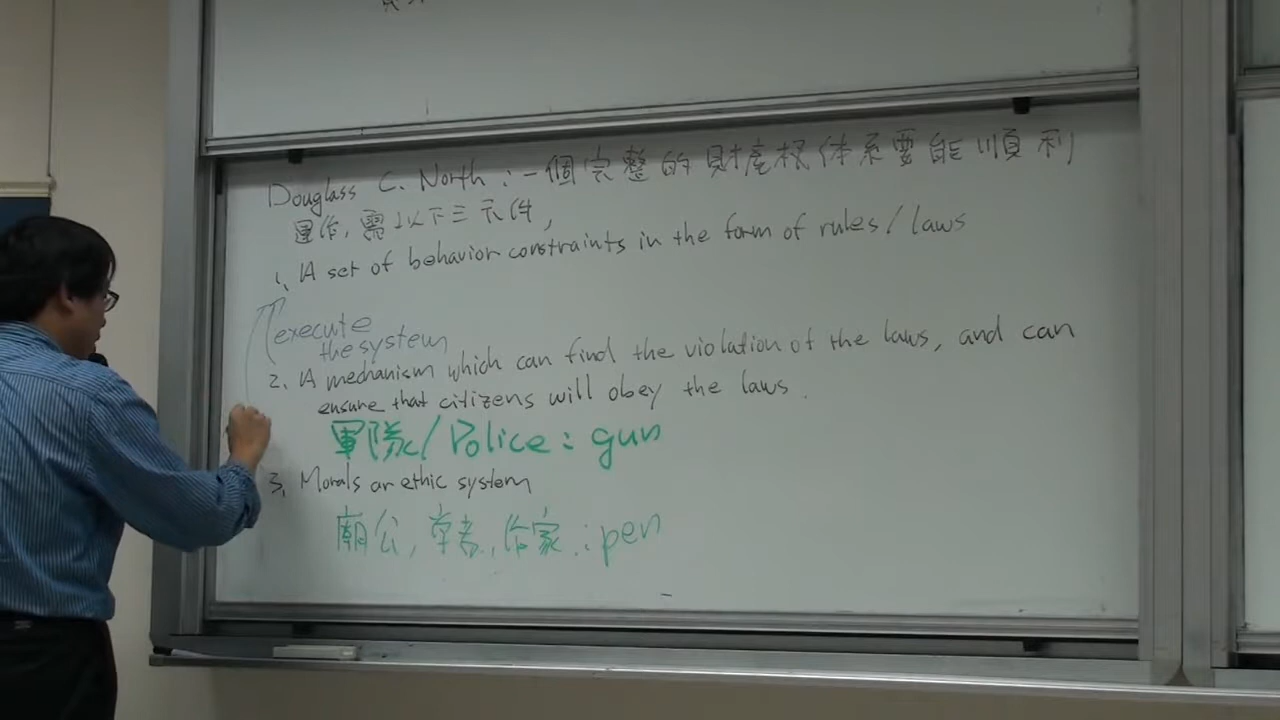 Douglass C. North : 一個完整的財產权体系要能順利
運作, 需以下三元件,
1. A set of behavior constraints in the form of rules/laws
execute
the system
2. A mechanism which can find the violation of the laws, and can
ensure that citizens will obey the laws.
軍隊/Police : gun
3. Morals or ethic system
廟公, 学者, 作家 : pen